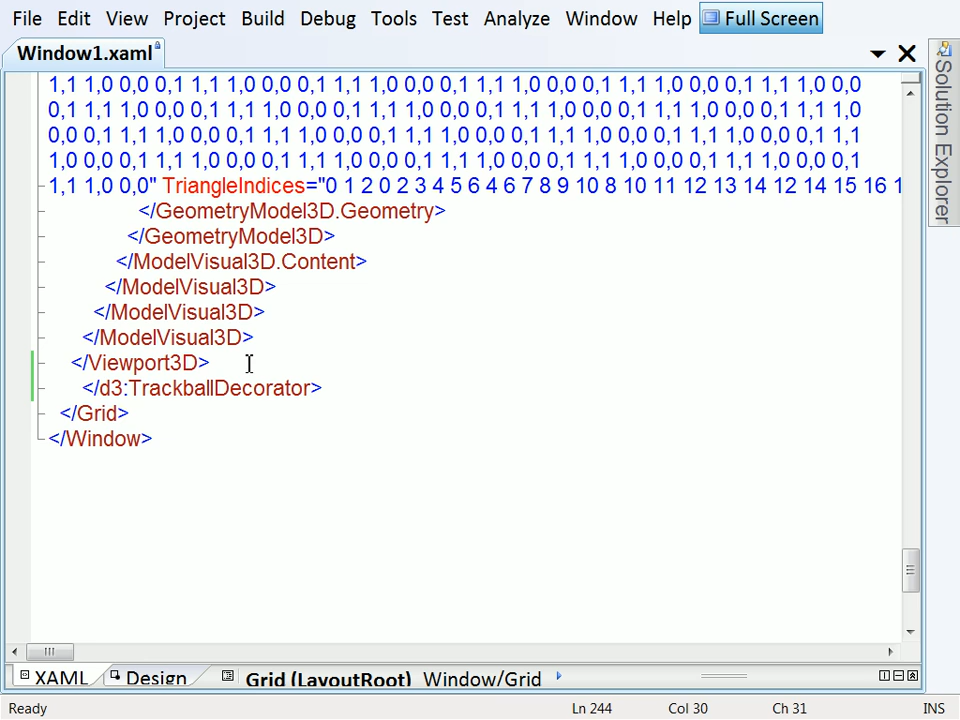 File Edit View Project Build Debug Tools Test Analyze Window Help Full Screen
Window1.xaml
Solution Explorer
1,1 1,0 0,0 0,1 1,1 1,0 0,0 0,1 1,1 1,0 0,0 0,1 1,1 1,0 0,0 0,1 1,1 1,0 0,0 0,1 1,1 1,0 0,0
0,1 1,1 1,0 0,0 0,1 1,1 1,0 0,0 0,1 1,1 1,0 0,0 0,1 1,1 1,0 0,0 0,1 1,1 1,0 0,0 0,1 1,1 1,0
0,0 0,1 1,1 1,0 0,0 0,1 1,1 1,0 0,0 0,1 1,1 1,0 0,0 0,1 1,1 1,0 0,0 0,1 1,1 1,0 0,0 0,1 1,1
1,0 0,0 0,1 1,1 1,0 0,0 0,1 1,1 1,0 0,0 0,1 1,1 1,0 0,0 0,1 1,1 1,0 0,0 0,1 1,1 1,0 0,0 0,1
1,1 1,0 0,0" TriangleIndices="0 1 2 0 2 3 4 5 6 4 6 7 8 9 10 8 10 11 12 13 14 12 14 15 16 1
</GeometryModel3D.Geometry>
</GeometryModel3D>
</ModelVisual3D.Content>
</ModelVisual3D>
</ModelVisual3D>
</ModelVisual3D>
</Viewport3D>
</d3:TrackballDecorator>
</Grid>
</Window>
XAML Design Grid (LayoutRoot) Window/Grid
Ready Ln 244 Col 30 Ch 31 INS